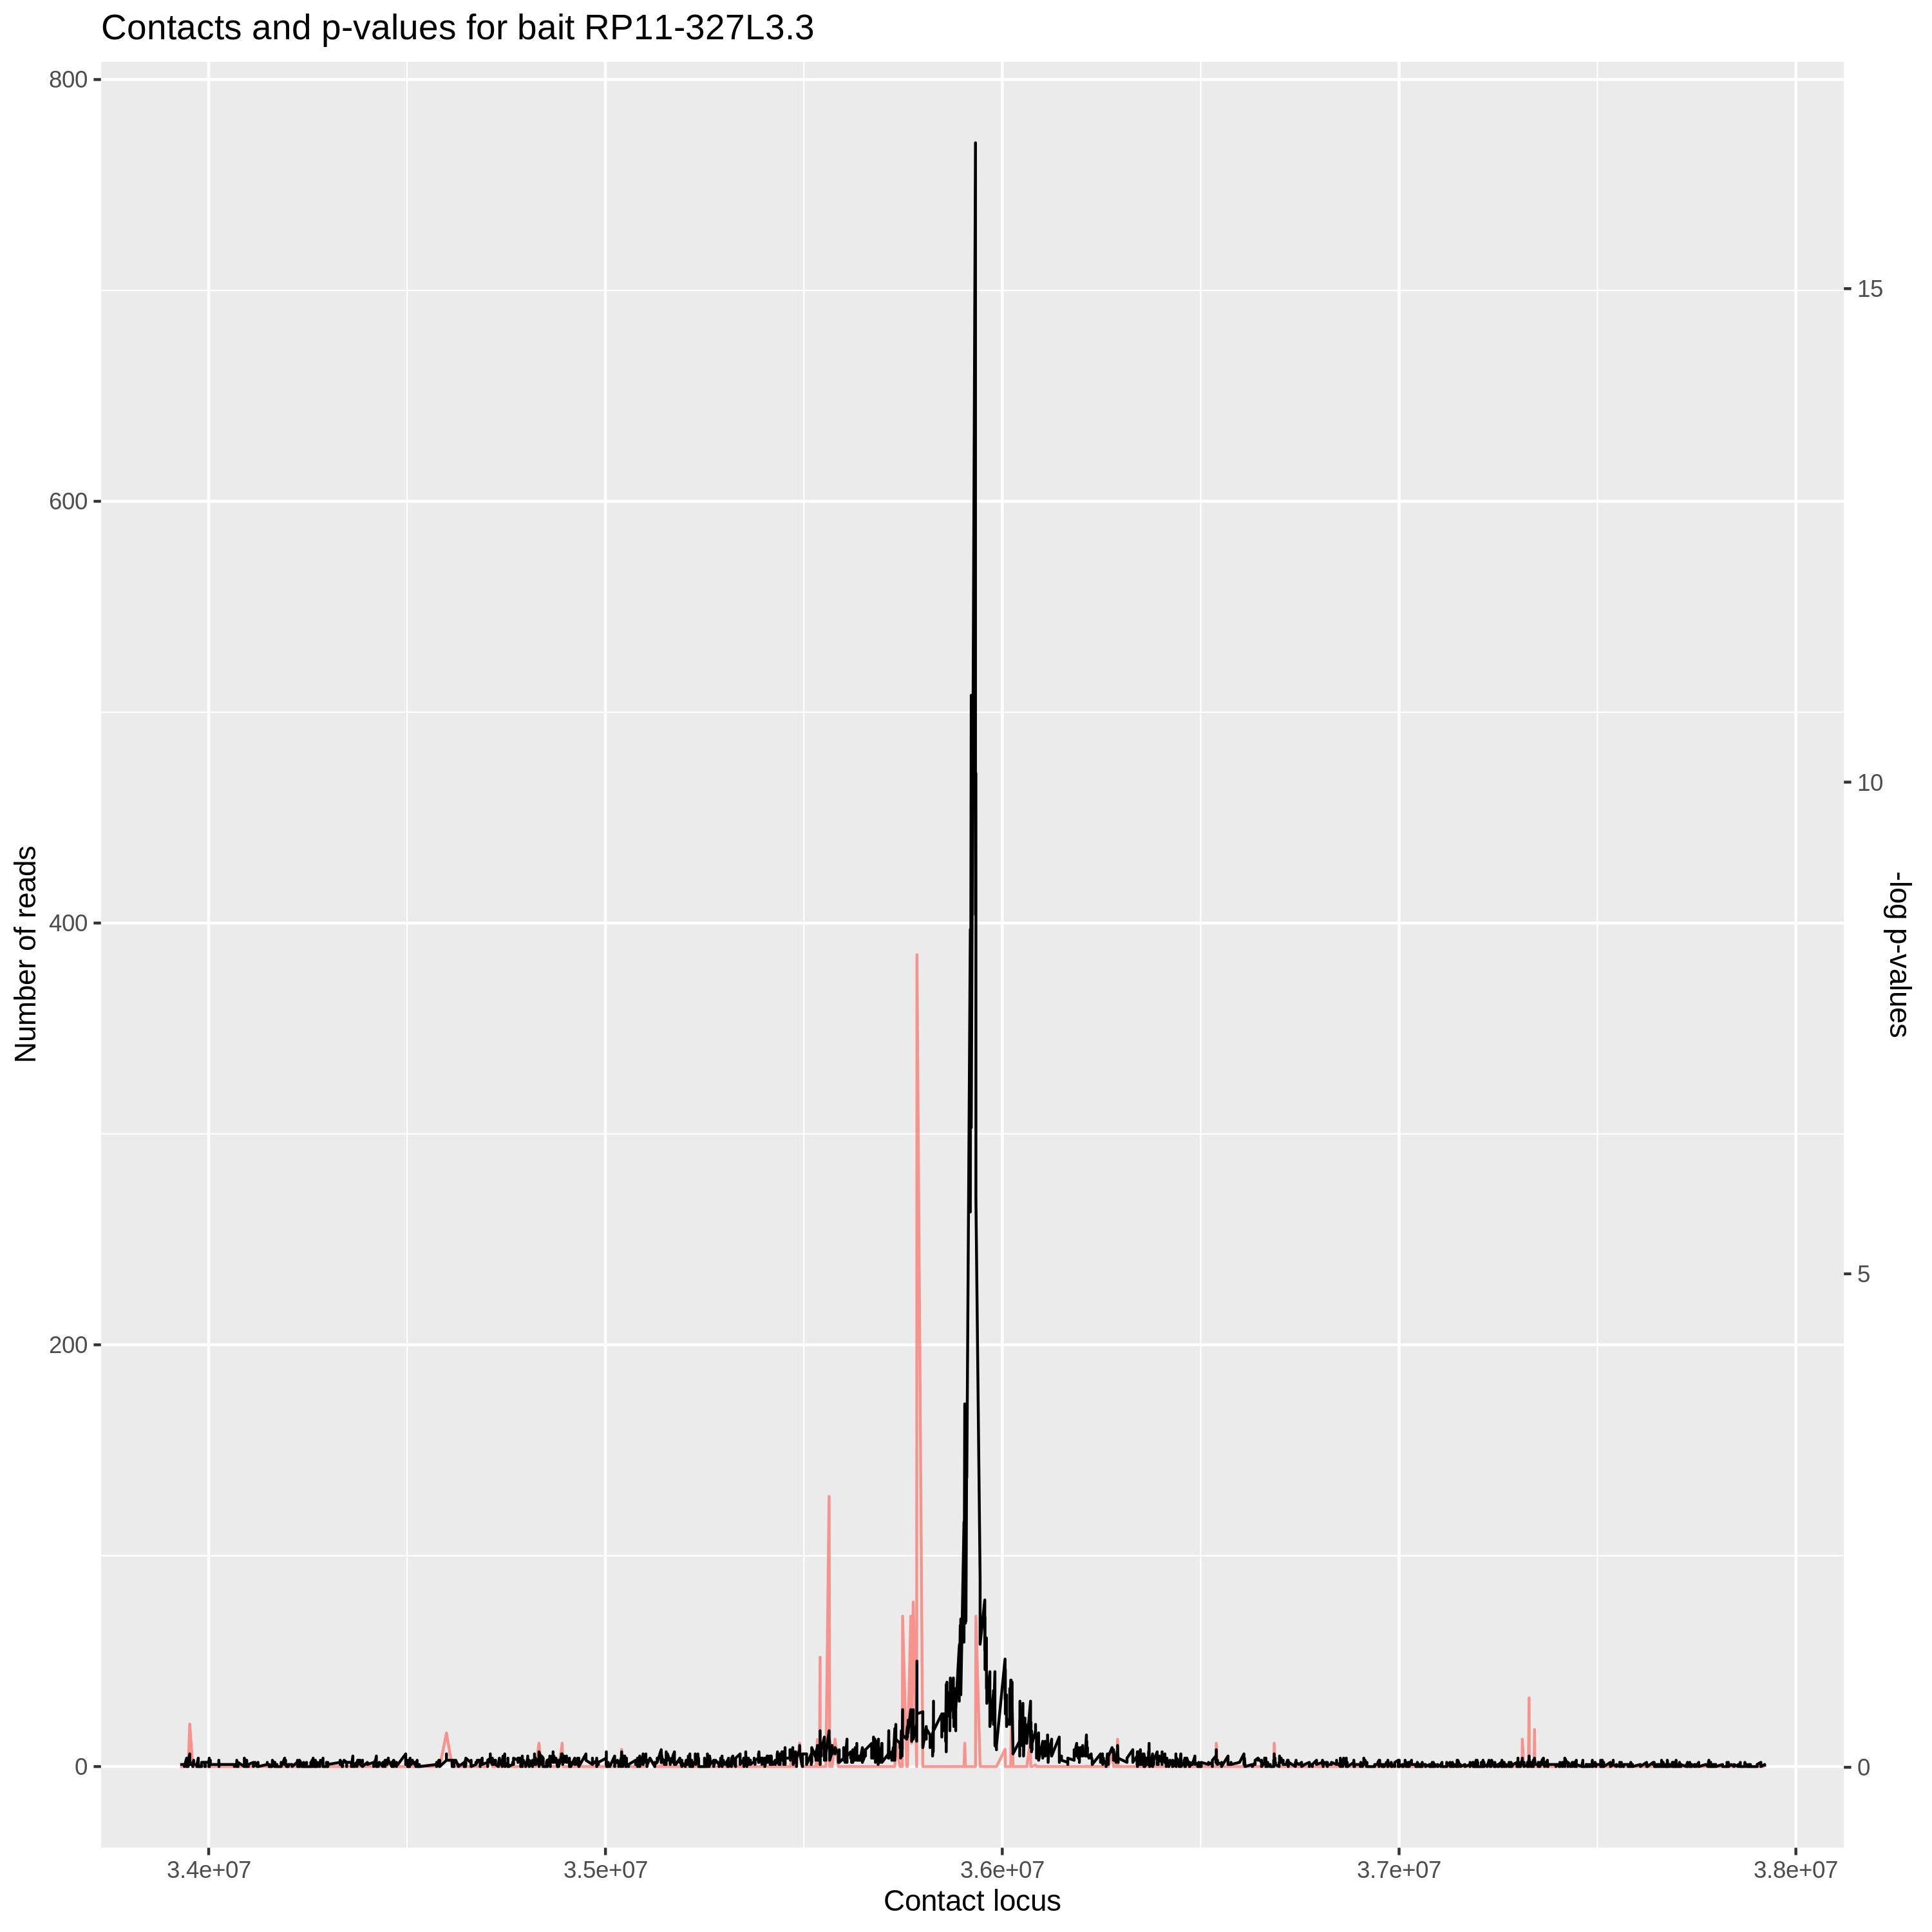 Contacts and p-values for bait RP11-327L3.3
800
600
400
200
0
Number of reads
15
10
5
0
-log p-values
3.4e+07 3.5e+07 3.6e+07 3.7e+07 3.8e+07
Contact locus